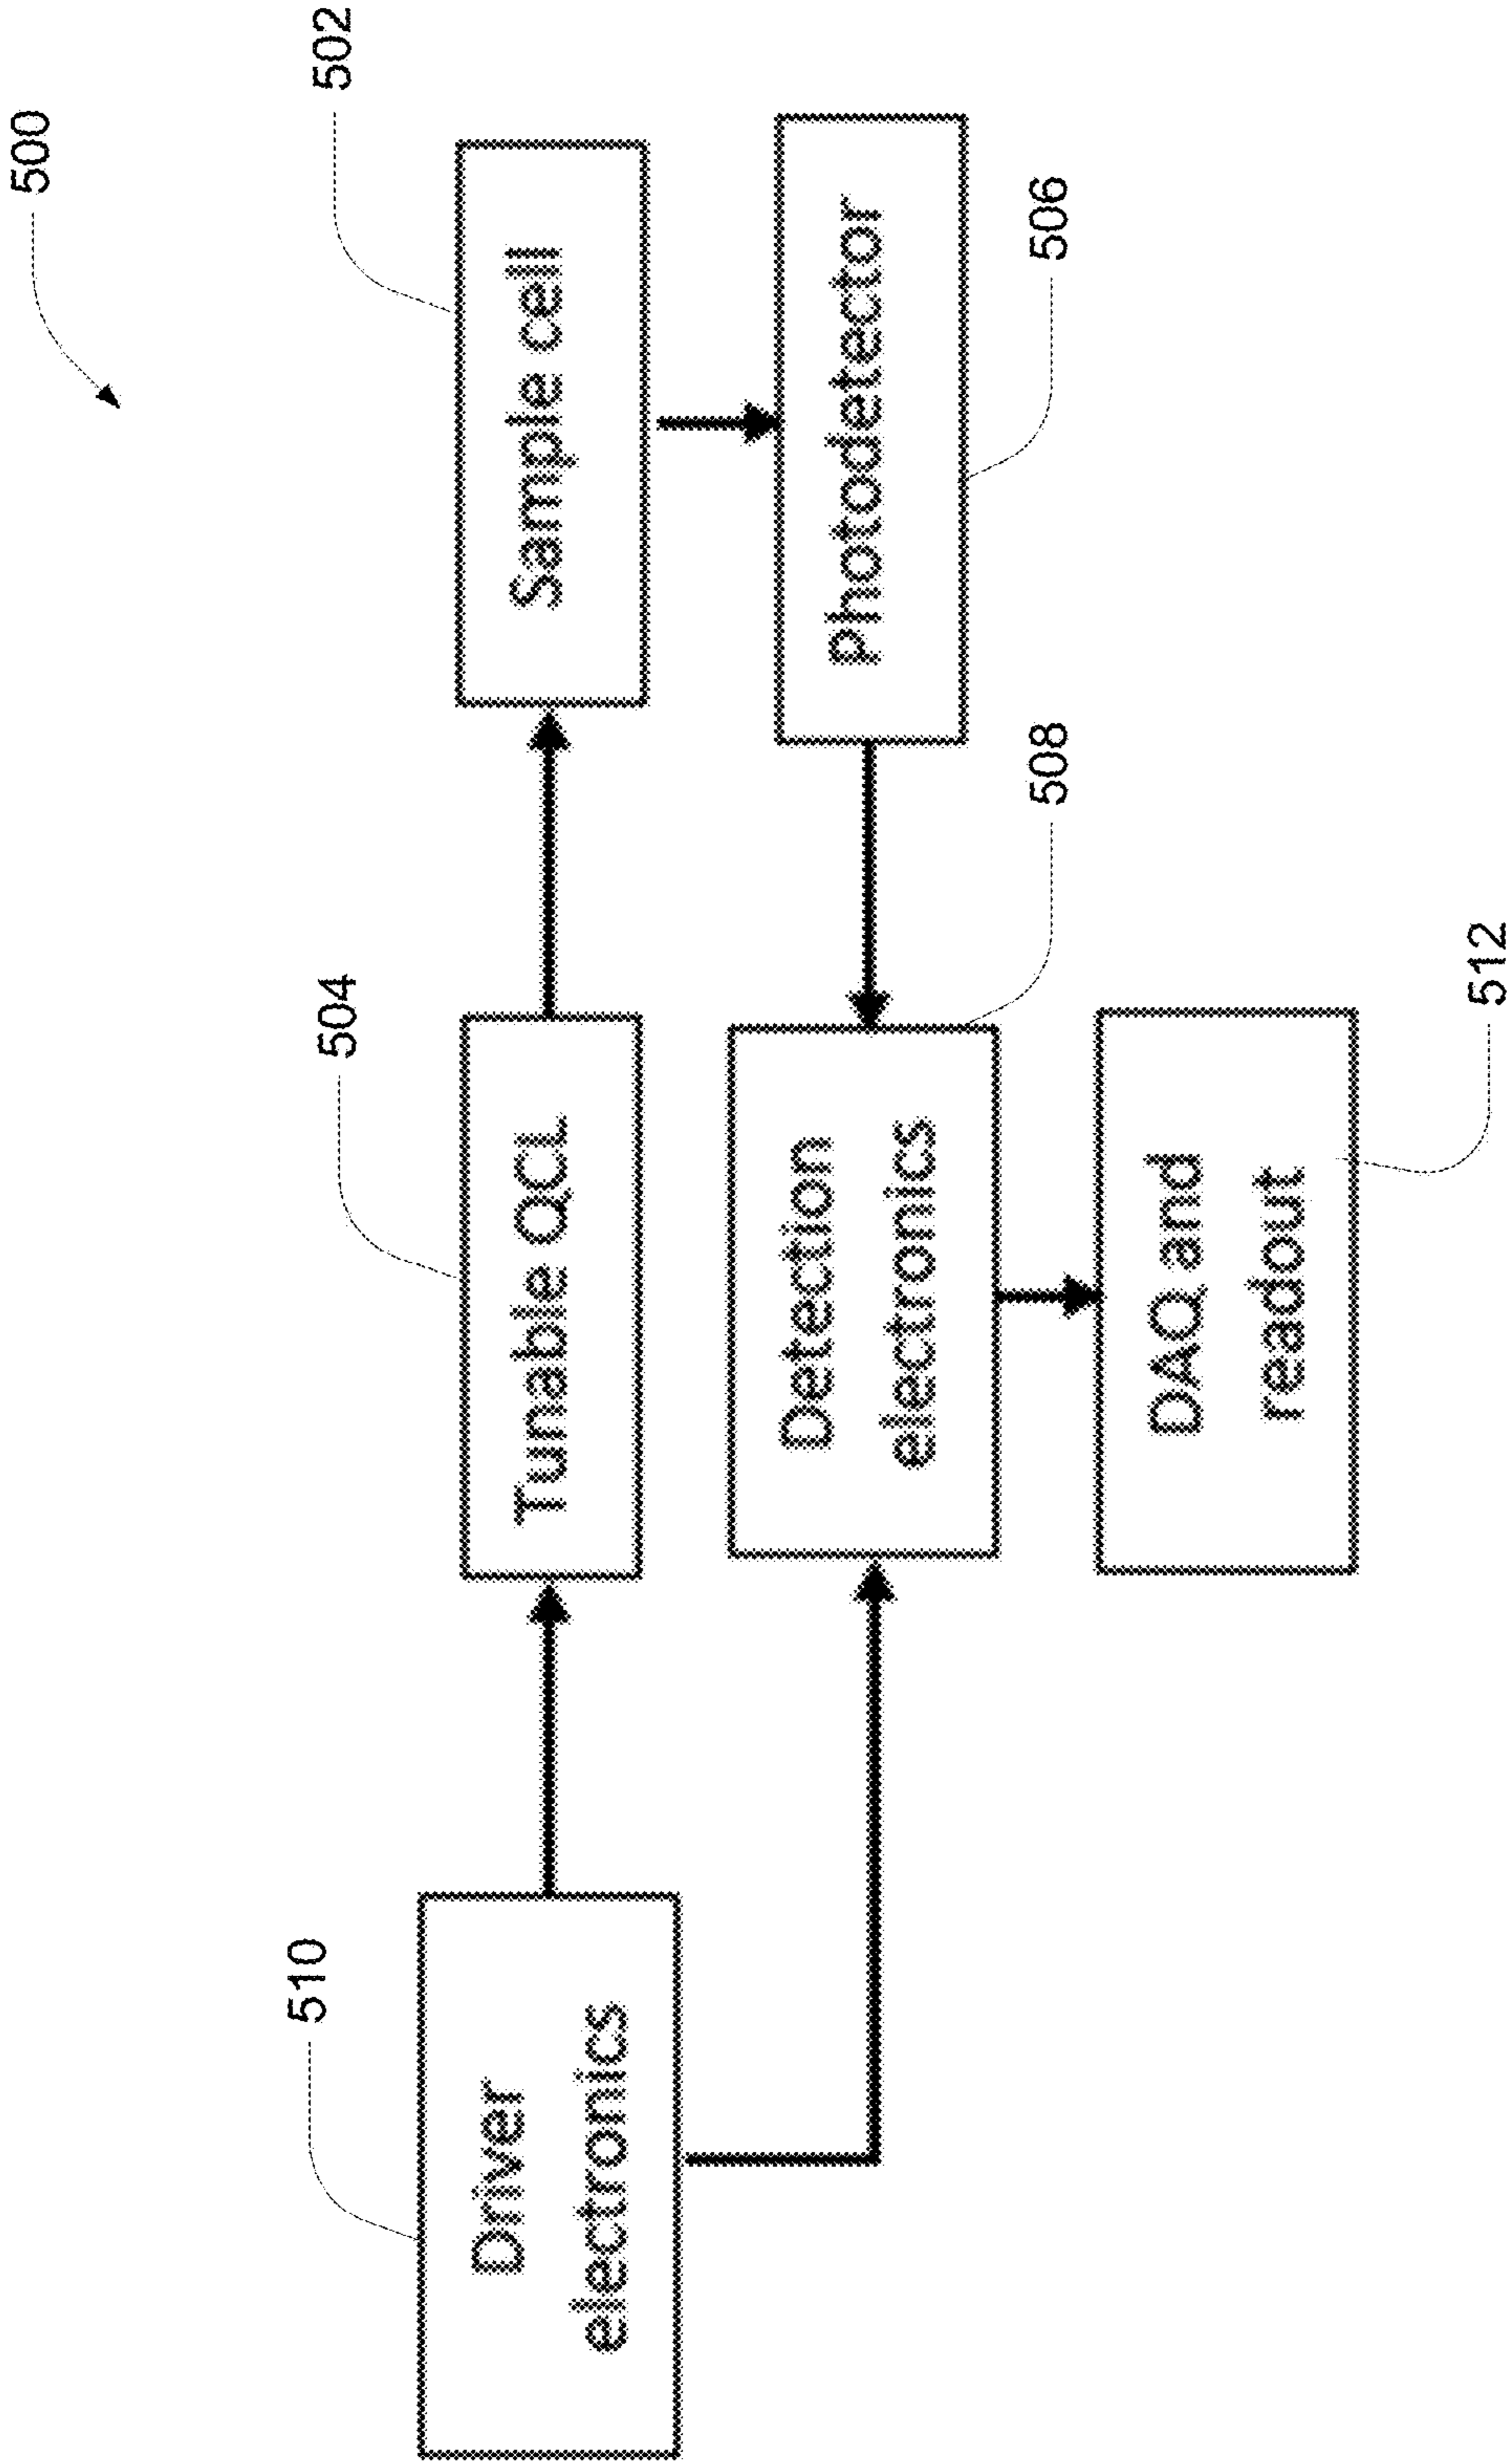 500
510
504
502
Driver
electronics
Tunable QCL
Sample cell
Detection
electronics
photodetector
508
506
DAQ and
readout
512